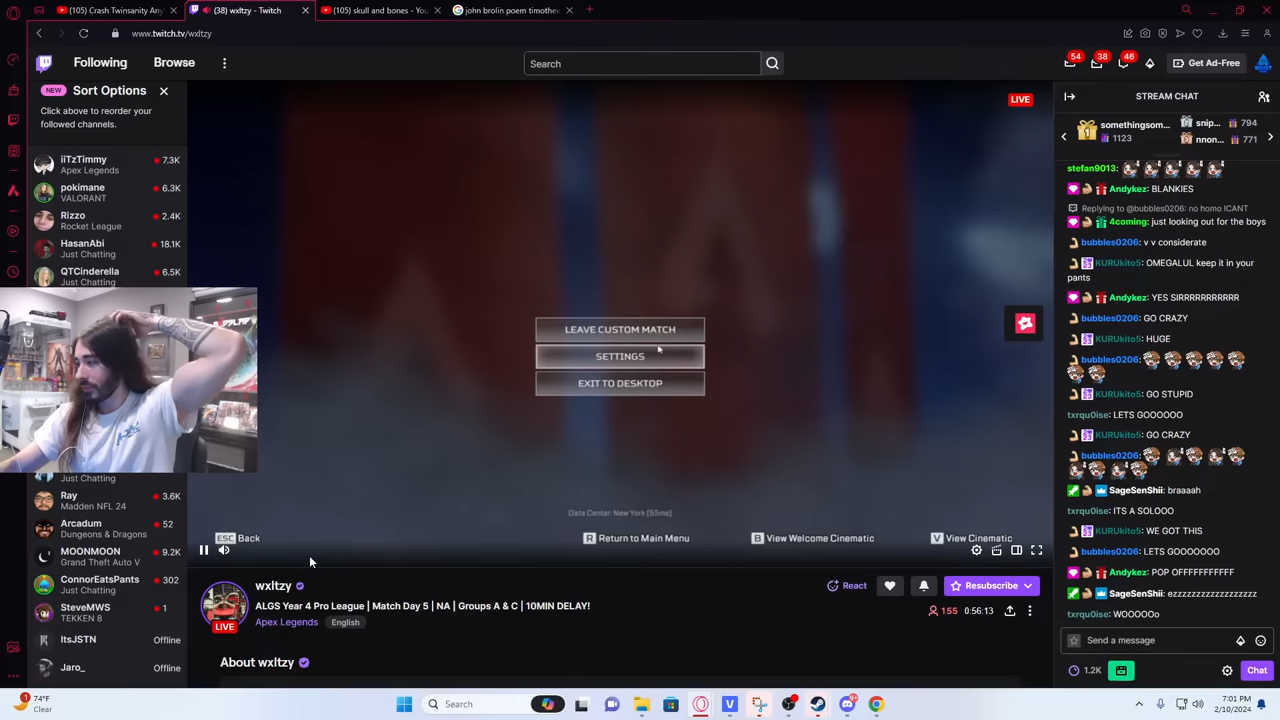 (105) Crash Twinsanity Any
(38) wxltzy - Twitch
(105) skull and bones - You
john brolin poem timothee
www.twitch.tv/wxltzy
Following
Browse
Search
54
38
46
Get Ad-Free
NEW
Sort Options
Click above to reorder your
followed channels.
iiTzTimmy
7.3K
Apex Legends
pokimane
6.3K
VALORANT
Rizzo
2.4K
Rocket League
HasanAbi
18.1K
Just Chatting
QTCinderella
6.5K
Just Chatting
Just Chatting
Ray
3.6K
Madden NFL 24
Arcadum
52
Dungeons & Dragons
MOONMOON
9.2K
Grand Theft Auto V
ConnorEatsPants
302
Just Chatting
SteveMWS
1
TEKKEN 8
ItsJSTN
Offline
Jaro_
Offline
LIVE
LEAVE CUSTOM MATCH
SETTINGS
EXIT TO DESKTOP
Data Center: New York [55ms]
ESC Back
R Return to Main Menu
B View Welcome Cinematic
V View Cinematic
wxltzy
LIVE
ALGS Year 4 Pro League | Match Day 5 | NA | Groups A & C | 10MIN DELAY!
Apex Legends
English
React
Resubscribe
155
0:56:13
About wxltzy
STREAM CHAT
1
somethingsom...
1123
snip...
794
nnon...
771
stefan9013:
Andykez: BLANKIES
Replying to @bubbles0206: no homo ICANT
4coming: just looking out for the boys
bubbles0206: v v considerate
KURUkito5: OMEGALUL keep it in your
pants
Andykez: YES SIRRRRRRRRRR
bubbles0206: GO CRAZY
KURUkito5: HUGE
bubbles0206:
KURUkito5: GO STUPID
txrqu0ise: LETS GOOOOOO
KURUkito5: GO CRAZY
bubbles0206:
SageSenShii: braaaah
txrqu0ise: ITS A SOLOOO
KURUkito5: WE GOT THIS
bubbles0206: LETS GOOOOOOO
Andykez: POP OFFFFFFFFFF
SageSenShii: ezzzzzzzzzzzzzzzzzzz
txrqu0ise: WOOOOOo
Send a message
1.2K
Chat
74°F
Clear
Search
7:01 PM
2/10/2024